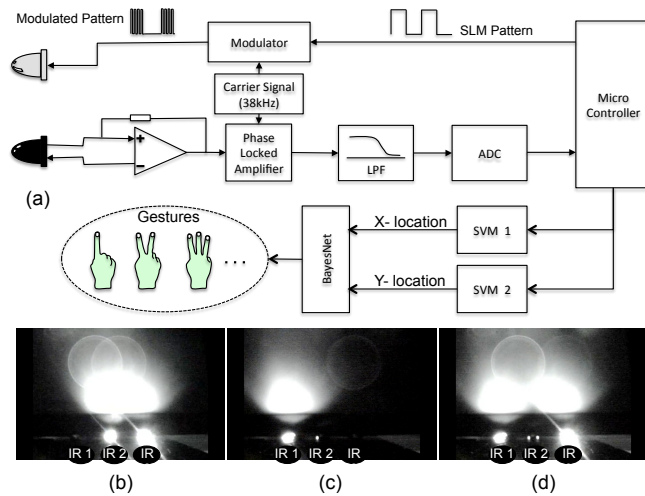 Modulated Pattern
Modulator
SLM Pattern
Carrier Signal
(38kHz)
Micro
Controller
+
−
Phase
Locked
Amplifier
LPF
ADC
(a)
Gestures
. . .
BayesNet
X- location
SVM 1
Y- location
SVM 2
IR 1 IR 2 IR
IR 1 IR 2 IR
IR 1 IR 2 IR
(b) (c) (d)